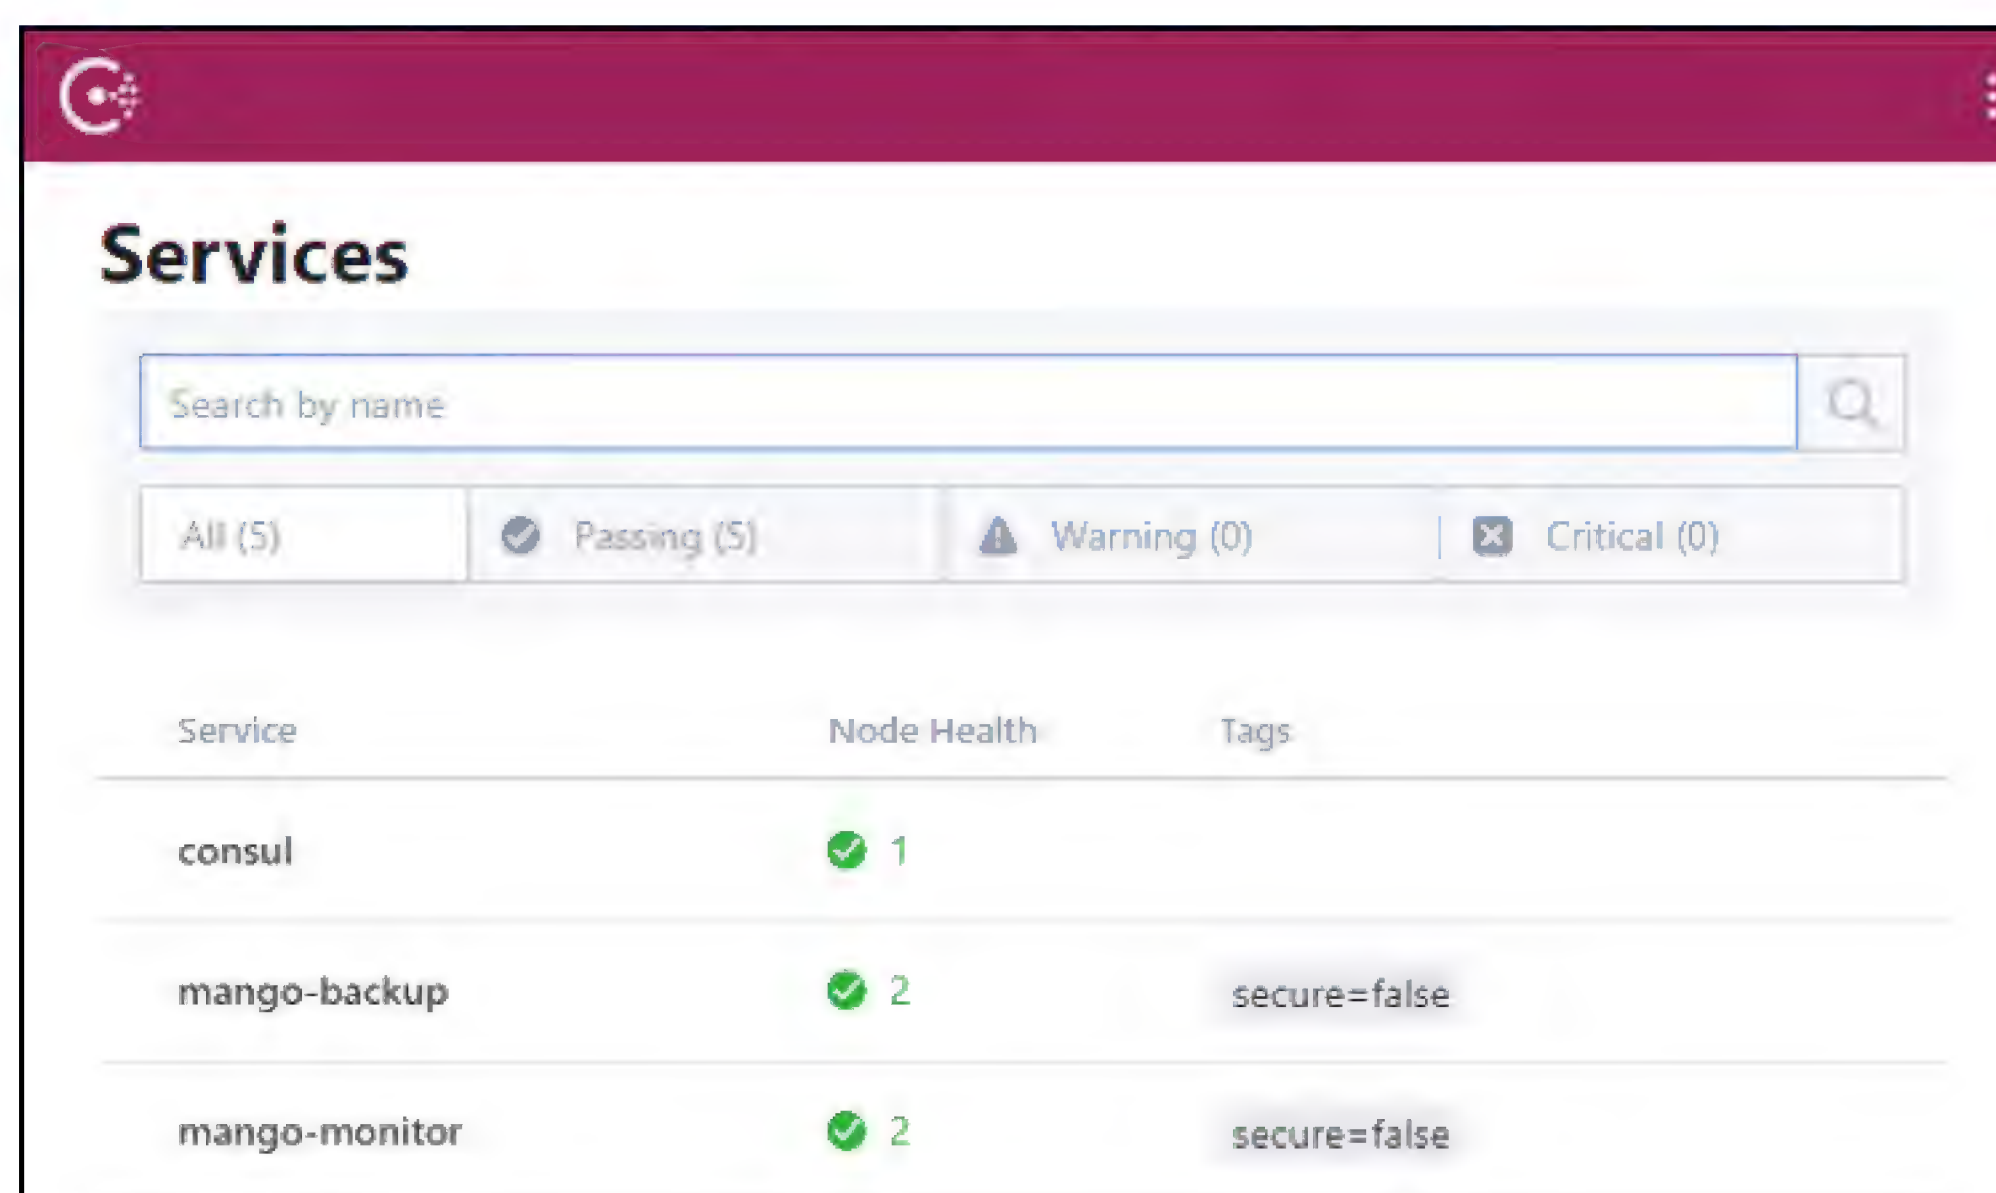 Services
Search by name
All (5) Passing (5) Warning (0) Critical (0)
Service Node Health Tags
consul 1
mango-backup 2 secure=false
mango-monitor 2 secure=false